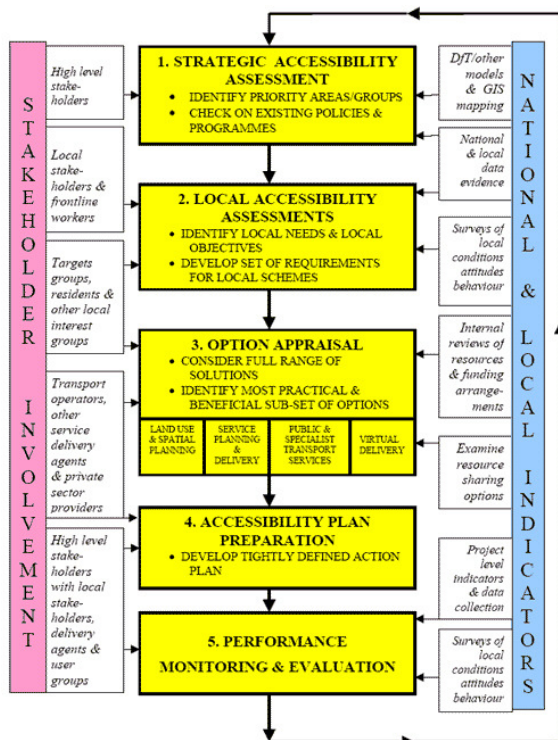 STAKEHOLDER INVOLVEMENT
High level
stake-
holders
Local
stake-
holders &
frontline
workers
Targets
groups,
residents &
other local
interest
groups
Transport
operators,
other
service
delivery
agents
& private
sector
providers
High level
stake-
holders
with local
stake-
holders,
delivery
agents &
user
groups
1. STRATEGIC ACCESSIBILITY
ASSESSMENT
• IDENTIFY PRIORITY AREAS/GROUPS
• CHECK ON EXISTING POLICIES &
PROGRAMMES
2. LOCAL ACCESSIBILITY
ASSESSMENTS
• IDENTIFY LOCAL NEEDS & LOCAL
OBJECTIVES
• DEVELOP SET OF REQUIREMENTS
FOR LOCAL SCHEMES
3. OPTION APPRAISAL
• CONSIDER FULL RANGE OF
SOLUTIONS
• IDENTIFY MOST PRACTICAL &
BENEFICIAL SUB-SET OF OPTIONS
LAND USE
& SPATIAL
PLANNING
SERVICE
PLANNING
&
DELIVERY
PUBLIC &
SPECIALIST
TRANSPORT
SERVICES
VIRTUAL
DELIVERY
4. ACCESSIBILITY PLAN
PREPARATION
• DEVELOP TIGHTLY DEFINED ACTION
PLAN
5. PERFORMANCE
MONITORING & EVALUATION
DfT/other
models
& GIS
mapping
National
& local
data
evidence
Surveys of
local
conditions
attitudes
behaviour
Internal
reviews of
resources
& funding
arrange-
ments
Examine
resource
sharing
options
Project
level
indicators
& data
collection
Surveys of
local
conditions
attitudes
behaviour
NATIONAL & LOCAL INDICATORS